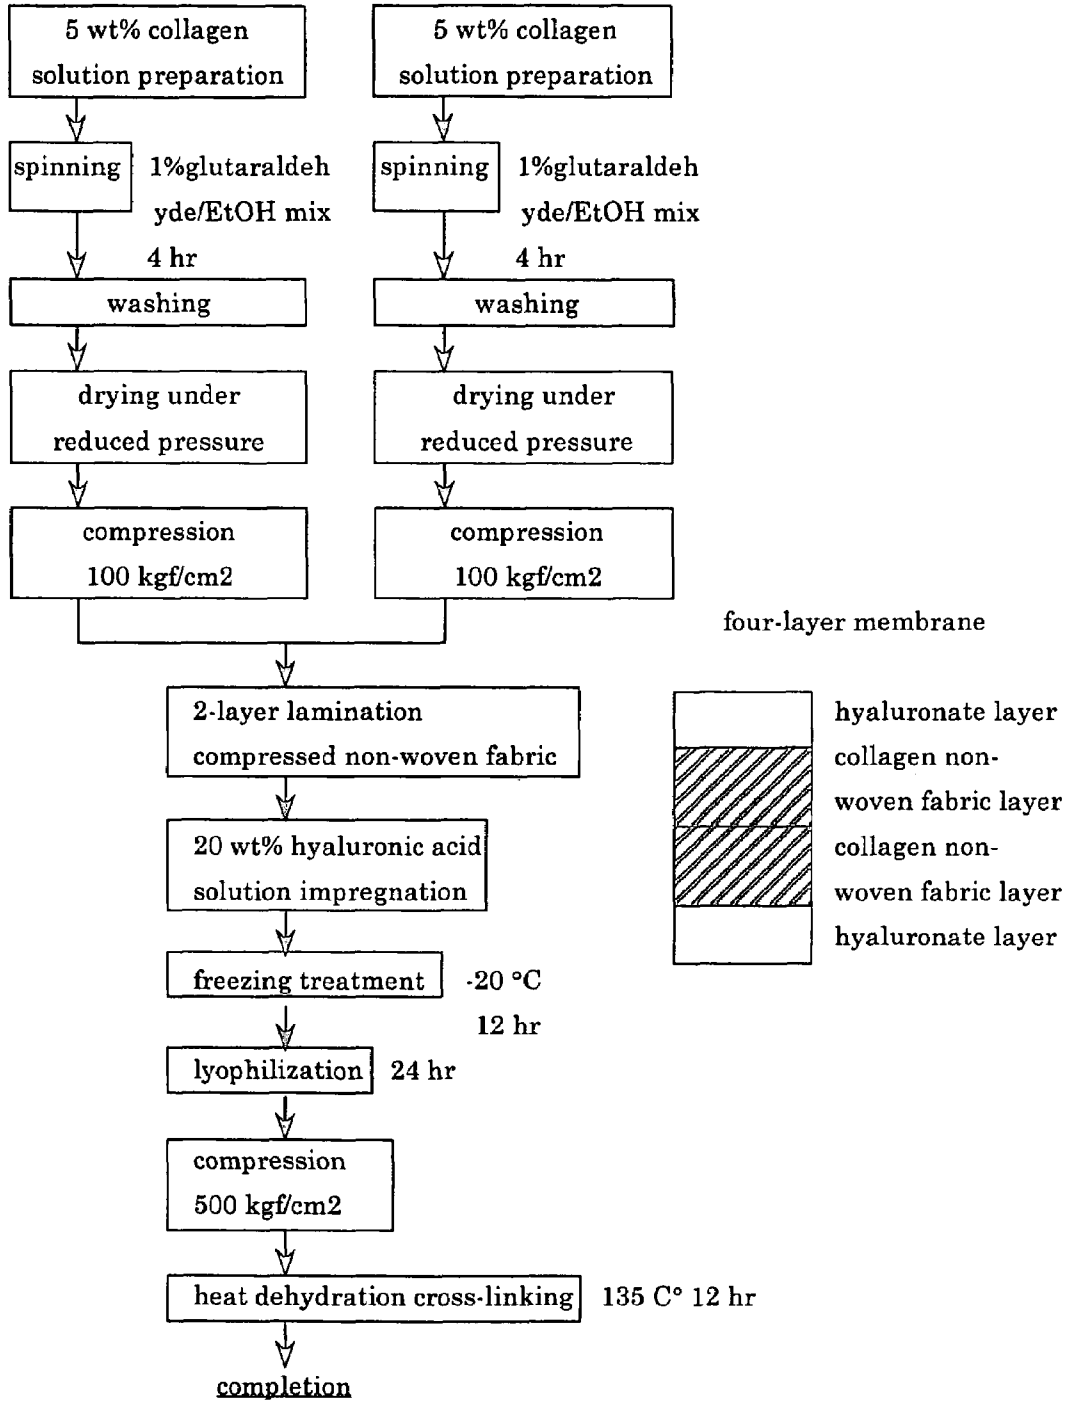 5 wt% collagen
solution preparation
5 wt% collagen
solution preparation
spinning
1%glutaraldeh
yde/EtOH mix
4 hr
spinning
1%glutaraldeh
yde/EtOH mix
4 hr
washing
washing
drying under
reduced pressure
drying under
reduced pressure
compression
100 kgf/cm2
compression
100 kgf/cm2
2-layer lamination
compressed non-woven fabric
20 wt% hyaluronic acid
solution impregnation
freezing treatment
-20 °C
12 hr
lyophilization
24 hr
compression
500 kgf/cm2
heat dehydration cross-linking
135 C° 12 hr
completion
four-layer membrane
hyaluronate layer
collagen non-
woven fabric layer
collagen non-
woven fabric layer
hyaluronate layer